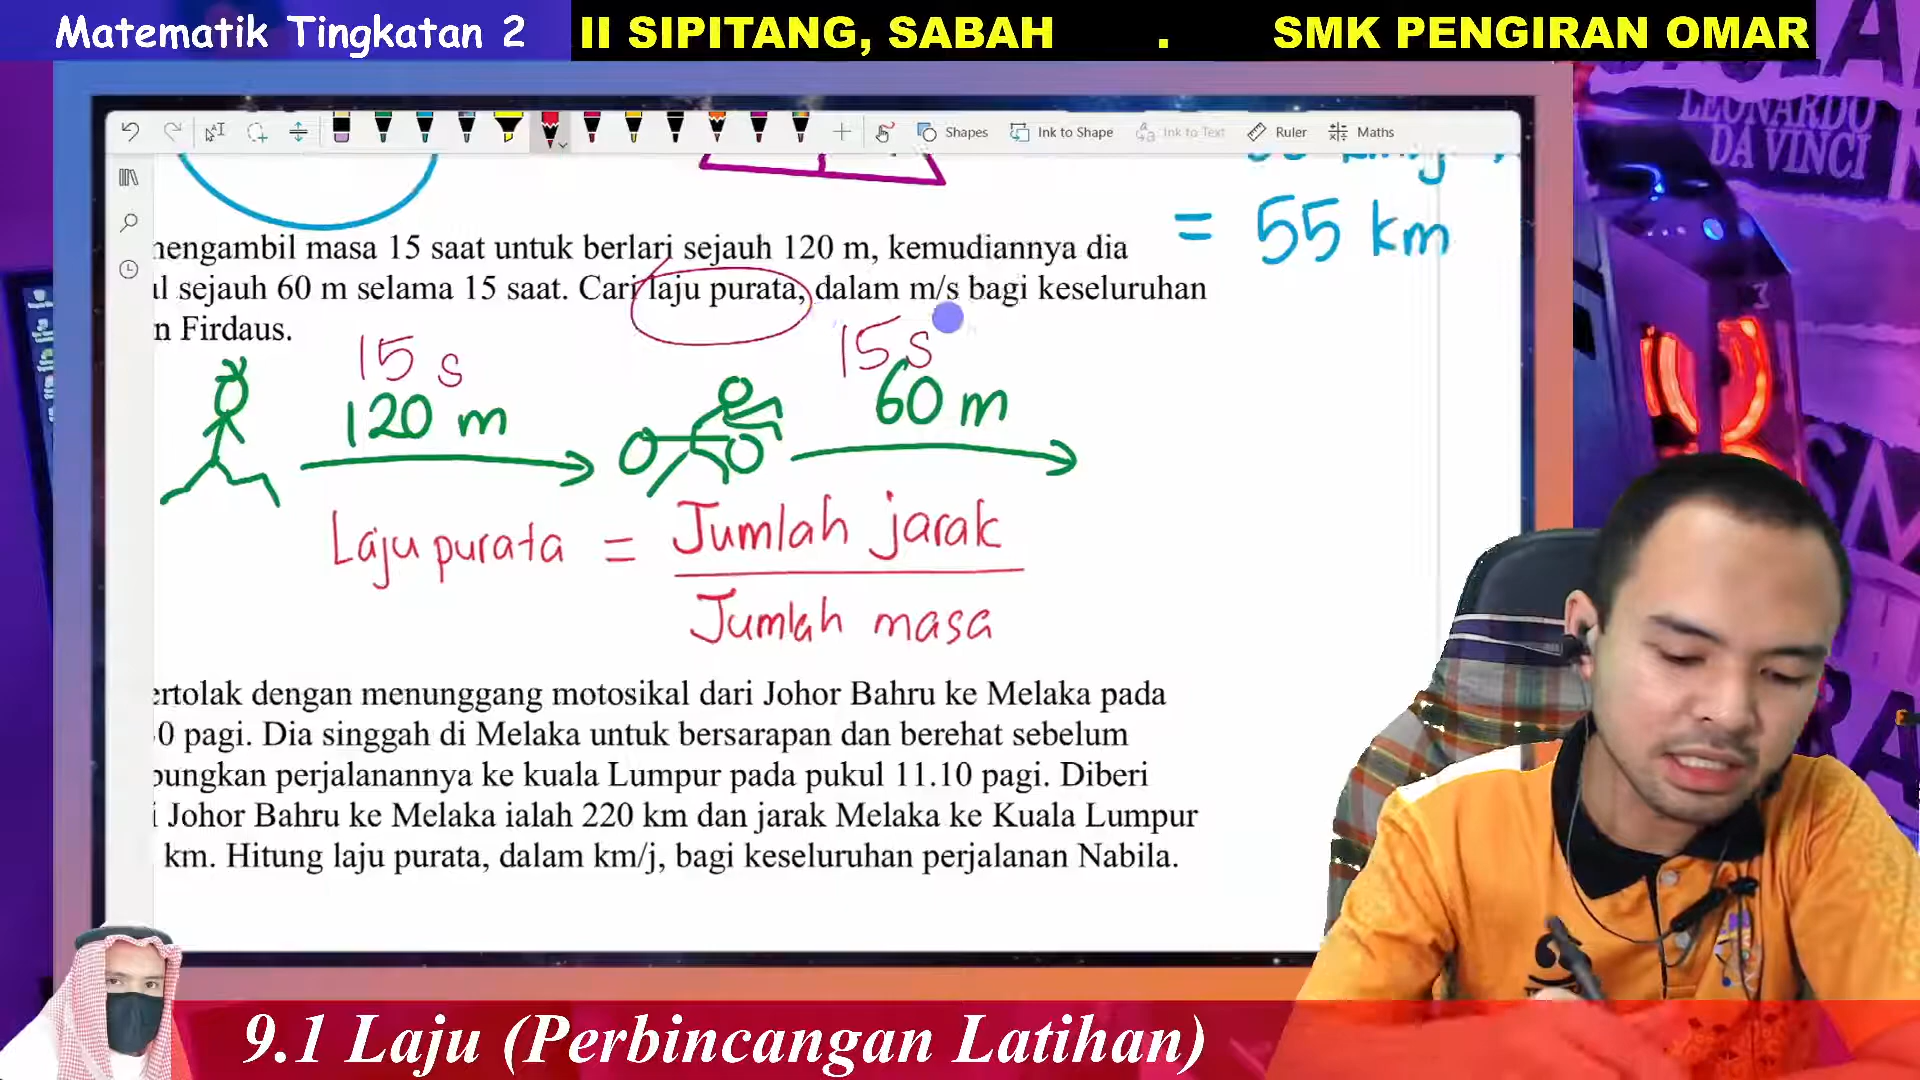 Matematik Tingkatan 2
II SIPITANG, SABAH . SMK PENGIRAN OMAR
LEONARDO
DA VINCI
Shapes
Ink to Shape
Ink to Text
Ruler
Maths
= 55 km
mengambil masa 15 saat untuk berlari sejauh 120 m, kemudiannya dia
sejauh 60 m selama 15 saat. Cari laju purata, dalam m/s bagi keseluruhan
Firdaus.
15 s
15 s
120 m
60 m
Laju purata = Jumlah jarak
Jumlah masa
ertolak dengan menunggang motosikal dari Johor Bahru ke Melaka pada
0 pagi. Dia singgah di Melaka untuk bersarapan dan berehat sebelum
pungkan perjalanannya ke kuala Lumpur pada pukul 11.10 pagi. Diberi
i Johor Bahru ke Melaka ialah 220 km dan jarak Melaka ke Kuala Lumpur
km. Hitung laju purata, dalam km/j, bagi keseluruhan perjalanan Nabila.
9.1 Laju (Perbincangan Latihan)